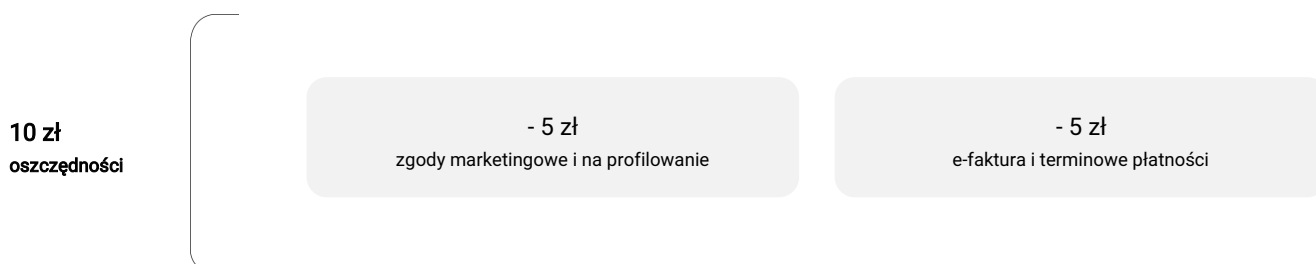 10 zł
oszczędności
- 5 zł
zgody marketingowe i na profilowanie
- 5 zł
e-faktura i terminowe płatności